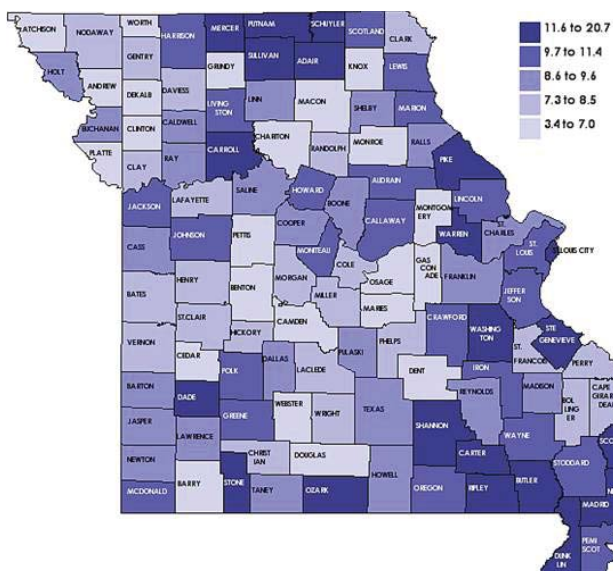 11.6 to 20.7
9.7 to 11.4
8.6 to 9.6
7.3 to 8.5
3.4 to 7.0
ATCHISON
NODAWAY
WORTH
HARRISON
MERCER
PUTNAM
SCHUYLER
SCOTLAND
CLARK
GENTRY
SULLIVAN
ADAIR
KNOX
LEWIS
HOLT
ANDREW
DEKALB
DAVIESS
GRUNDY
LIVING
STON
LINN
MACON
SHELBY
MARION
BUCHANAN
CLINTON
CALDWELL
CHARITON
RANDOLPH
MONROE
RALLS
PLATTE
CLAY
RAY
CARROLL
PIKE
JACKSON
LAFAYETTE
SALINE
HOWARD
BOONE
AUDRAIN
CALLAWAY
MONTGOM
ERY
LINCOLN
WARREN
ST.
CHARLES
ST.
LOUIS
ST.LOUIS CITY
CASS
JOHNSON
PETTIS
COOPER
MONITEAU
COLE
OSAGE
GAS
CON
ADE
FRANKLIN
JEFFER
SON
BATES
HENRY
BENTON
MORGAN
MILLER
MARIES
ST.CLAIR
HICKORY
CAMDEN
PULASKI
PHELPS
CRAWFORD
WASHING
TON
STE
GENEVIEVE
ST.
FRANCOIS
PERRY
VERNON
CEDAR
POLK
DALLAS
LACLEDE
DENT
IRON
REYNOLDS
MADISON
BOL
LING
ER
CAPE
GIRAR
DEAU
BARTON
DADE
GREENE
WEBSTER
WRIGHT
TEXAS
SHANNON
WAYNE
JASPER
LAWRENCE
CHRIST
IAN
DOUGLAS
HOWELL
CARTER
STODDARD
NEWTON
MCDONALD
BARRY
STONE
TANEY
OZARK
OREGON
RIPLEY
BUTLER
MADRID
DUNK
LIN
PEMI
SCOT